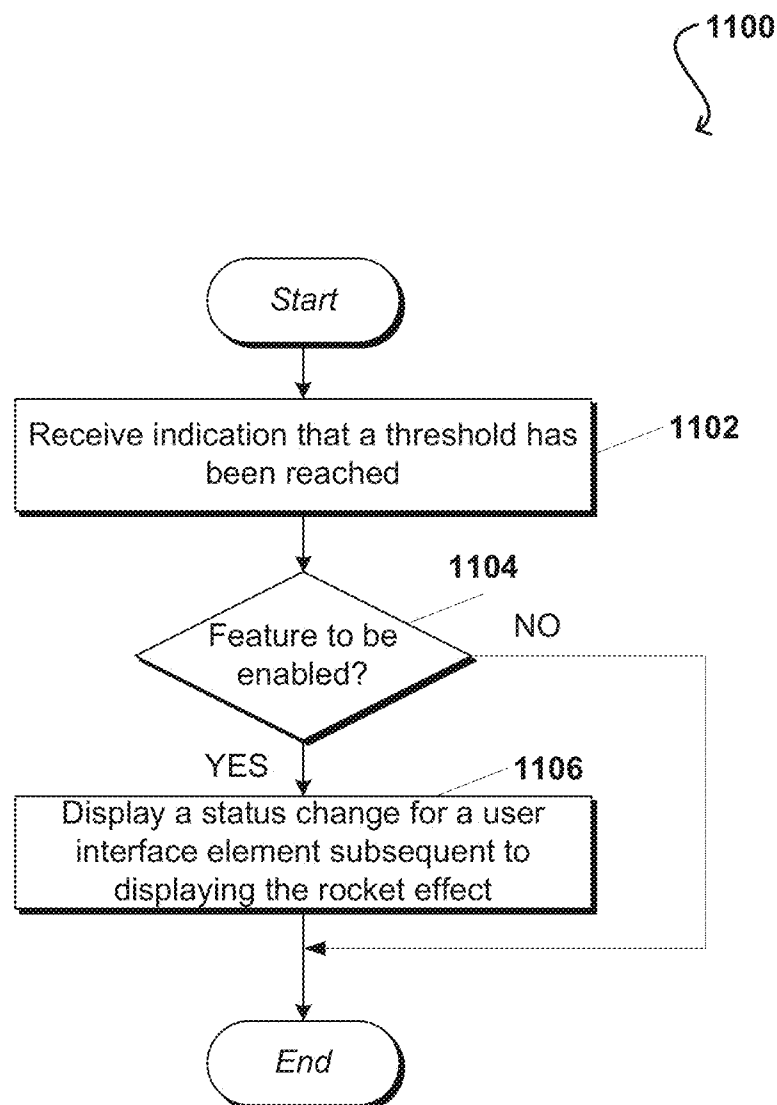 1100
Start
Receive indication that a threshold has
been reached
1102
1104
Feature to be
enabled?
NO
YES
1106
Display a status change for a user
interface element subsequent to
displaying the rocket effect
End